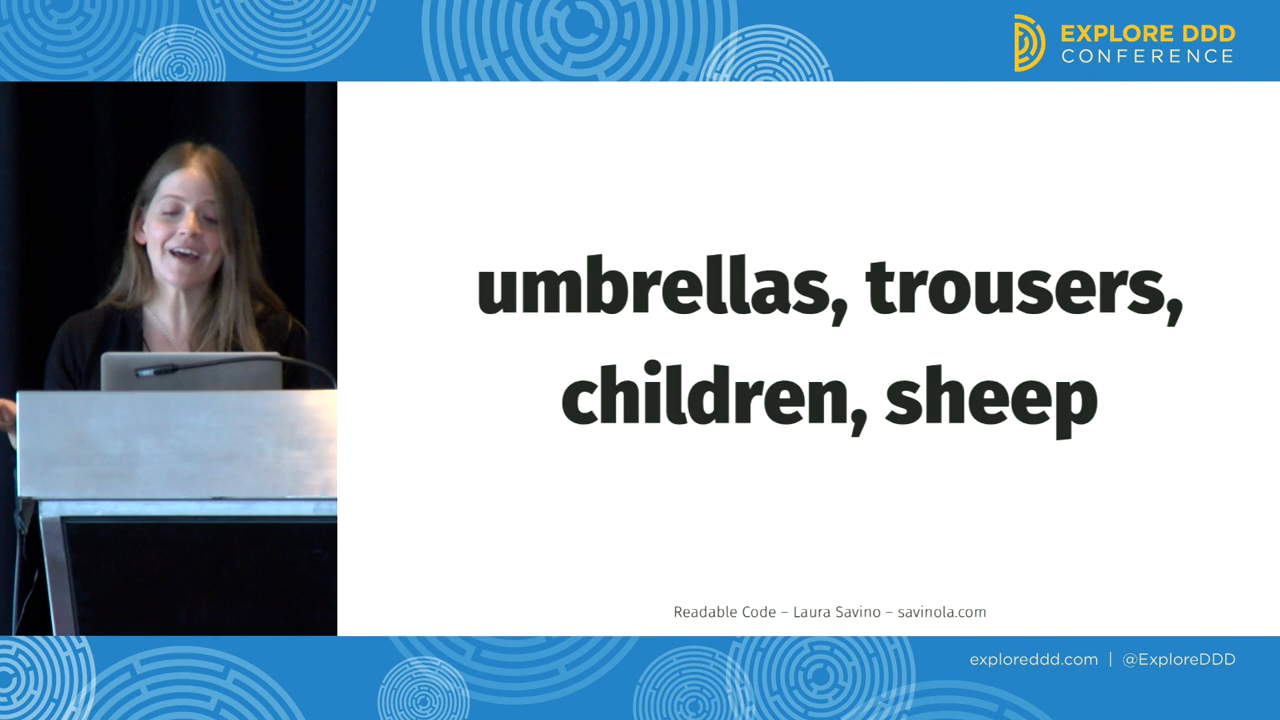 EXPLORE DDD
CONFERENCE
umbrellas, trousers,
children, sheep
Readable Code – Laura Savino – savinola.com
exploreddd.com | @ExploreDDD